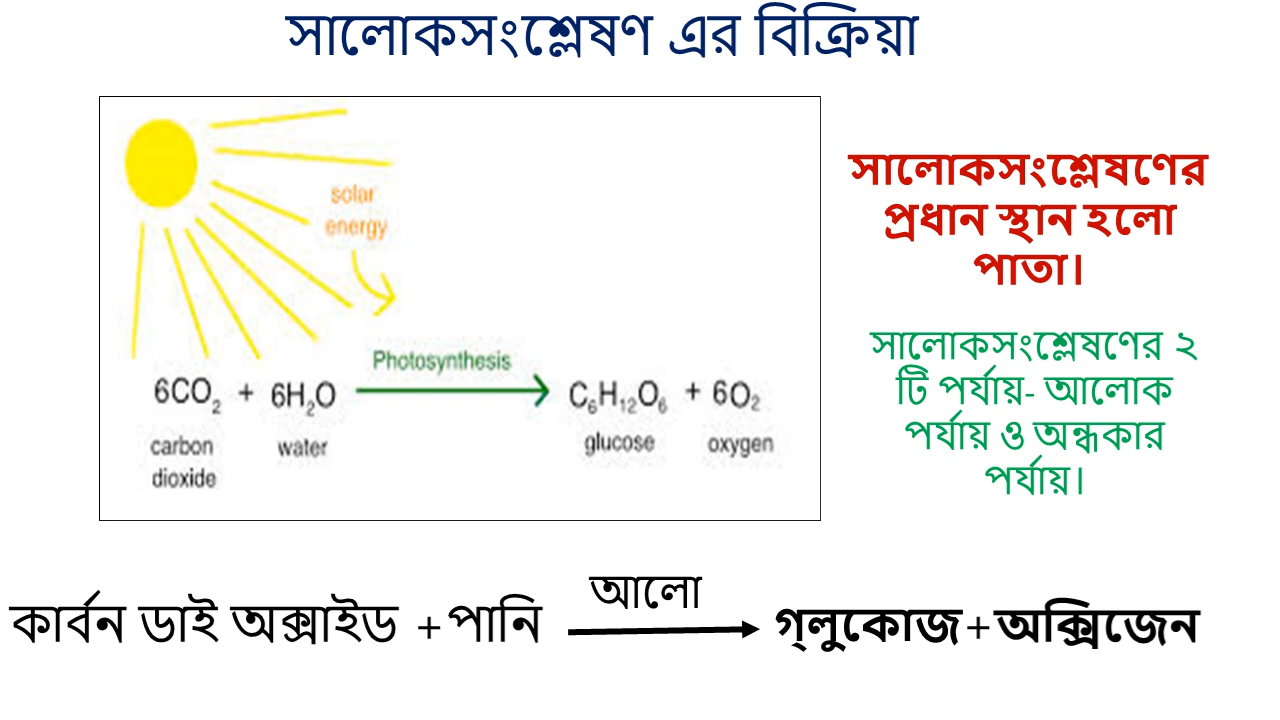 সালোকসংশ্লেষণ এর বিক্রিয়া
solar
energy
Photosynthesis
6CO₂ + 6H₂O C₆H₁₂O₆ + 6O₂
carbon
dioxide
water
glucose
oxygen
সালোকসংশ্লেষণের
প্রধান স্থান হলো
পাতা।
সালোকসংশ্লেষণের ২
টি পর্যায়- আলোক
পর্যায় ও অন্ধকার
পর্যায়।
আলো
কার্বন ডাই অক্সাইড + পানি গ্লুকোজ + অক্সিজেন